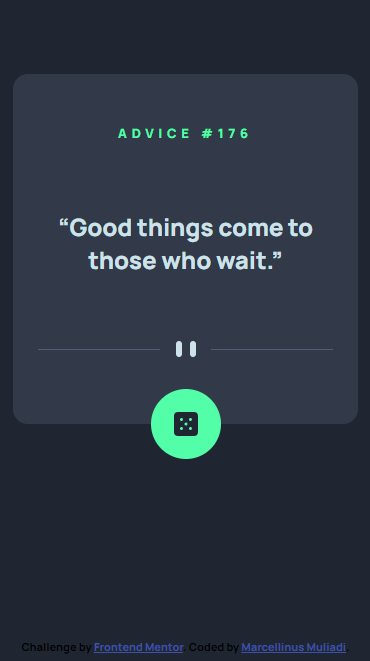 ADVICE #176
“Good things come to
those who wait.”
Challenge by Frontend Mentor. Coded by Marcellinus Muliadi.